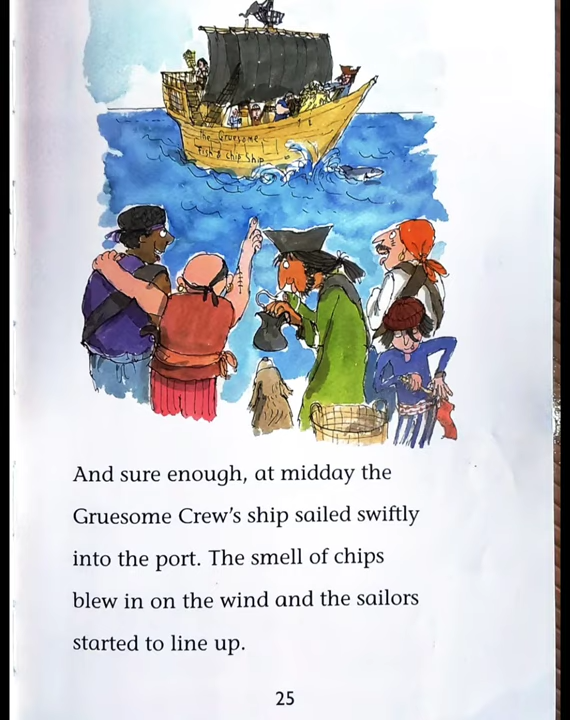 The Gruesome
Fish & Chip Ship
And sure enough, at midday the
Gruesome Crew's ship sailed swiftly
into the port. The smell of chips
blew in on the wind and the sailors
started to line up.
25